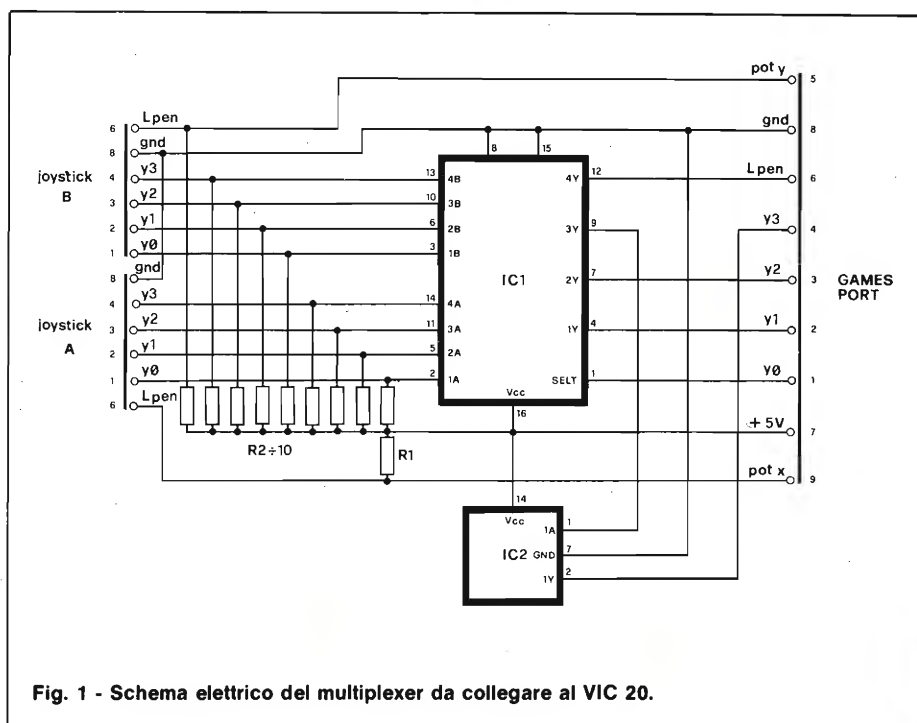 pot y 5
gnd 8
Lpen 6
y3 4
y2 3
y1 2
y0 1
+ 5V 7
pot x 9
GAMES
PORT
joystick
B
6 Lpen
8 gnd
4 y3
3 y2
2 y1
1 y0
joystick
A
8 gnd
4 y3
3 y2
2 y1
1 y0
6 Lpen
8 15
13 4B
10 3B
6 2B
3 1B
14 4A
11 3A
5 2A
2 1A
IC1
4Y 12
3Y 9
2Y 7
1Y 4
SELT 1
Vcc
16
R2÷10
R1
14
Vcc
IC2
1A 1
GND 7
1Y 2
Fig. 1 - Schema elettrico del multiplexer da collegare al VIC 20.